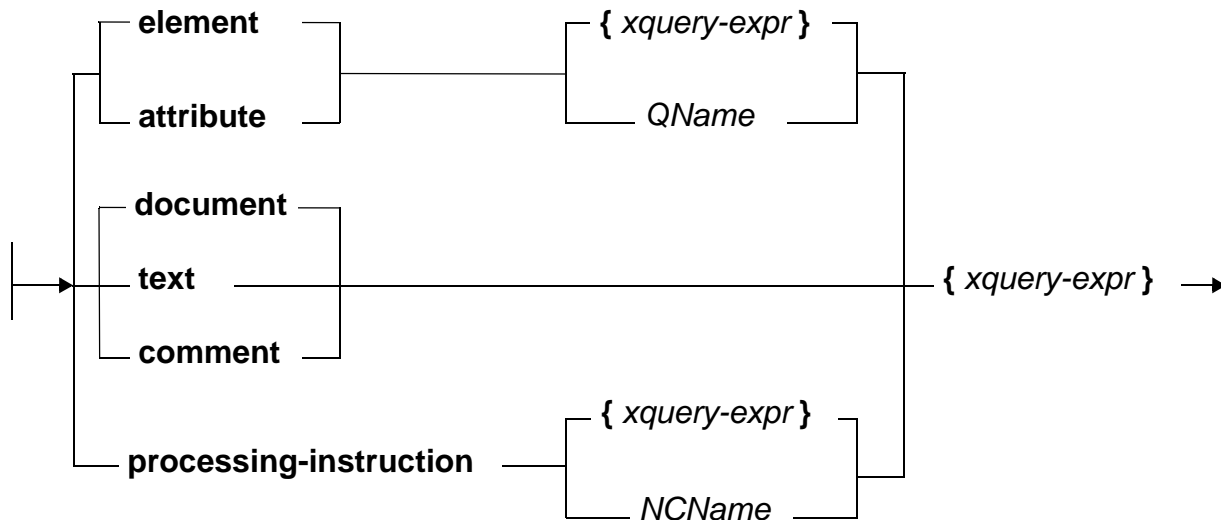 element
{ xquery-expr }
attribute
QName
document
text
{ xquery-expr }
comment
{ xquery-expr }
processing-instruction
NCName